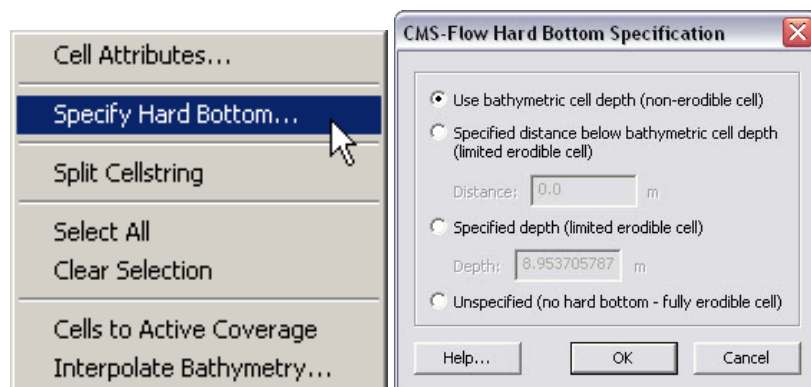 Cell Attributes...
Specify Hard Bottom...
Split Cellstring
Select All
Clear Selection
Cells to Active Coverage
Interpolate Bathymetry...
CMS-Flow Hard Bottom Specification
Use bathymetric cell depth (non-erodible cell)
Specified distance below bathymetric cell depth
(limited erodible cell)
Distance: 0.0 m
Specified depth (limited erodible cell)
Depth: 8.953705787 m
Unspecified (no hard bottom - fully erodible cell)
Help... OK Cancel